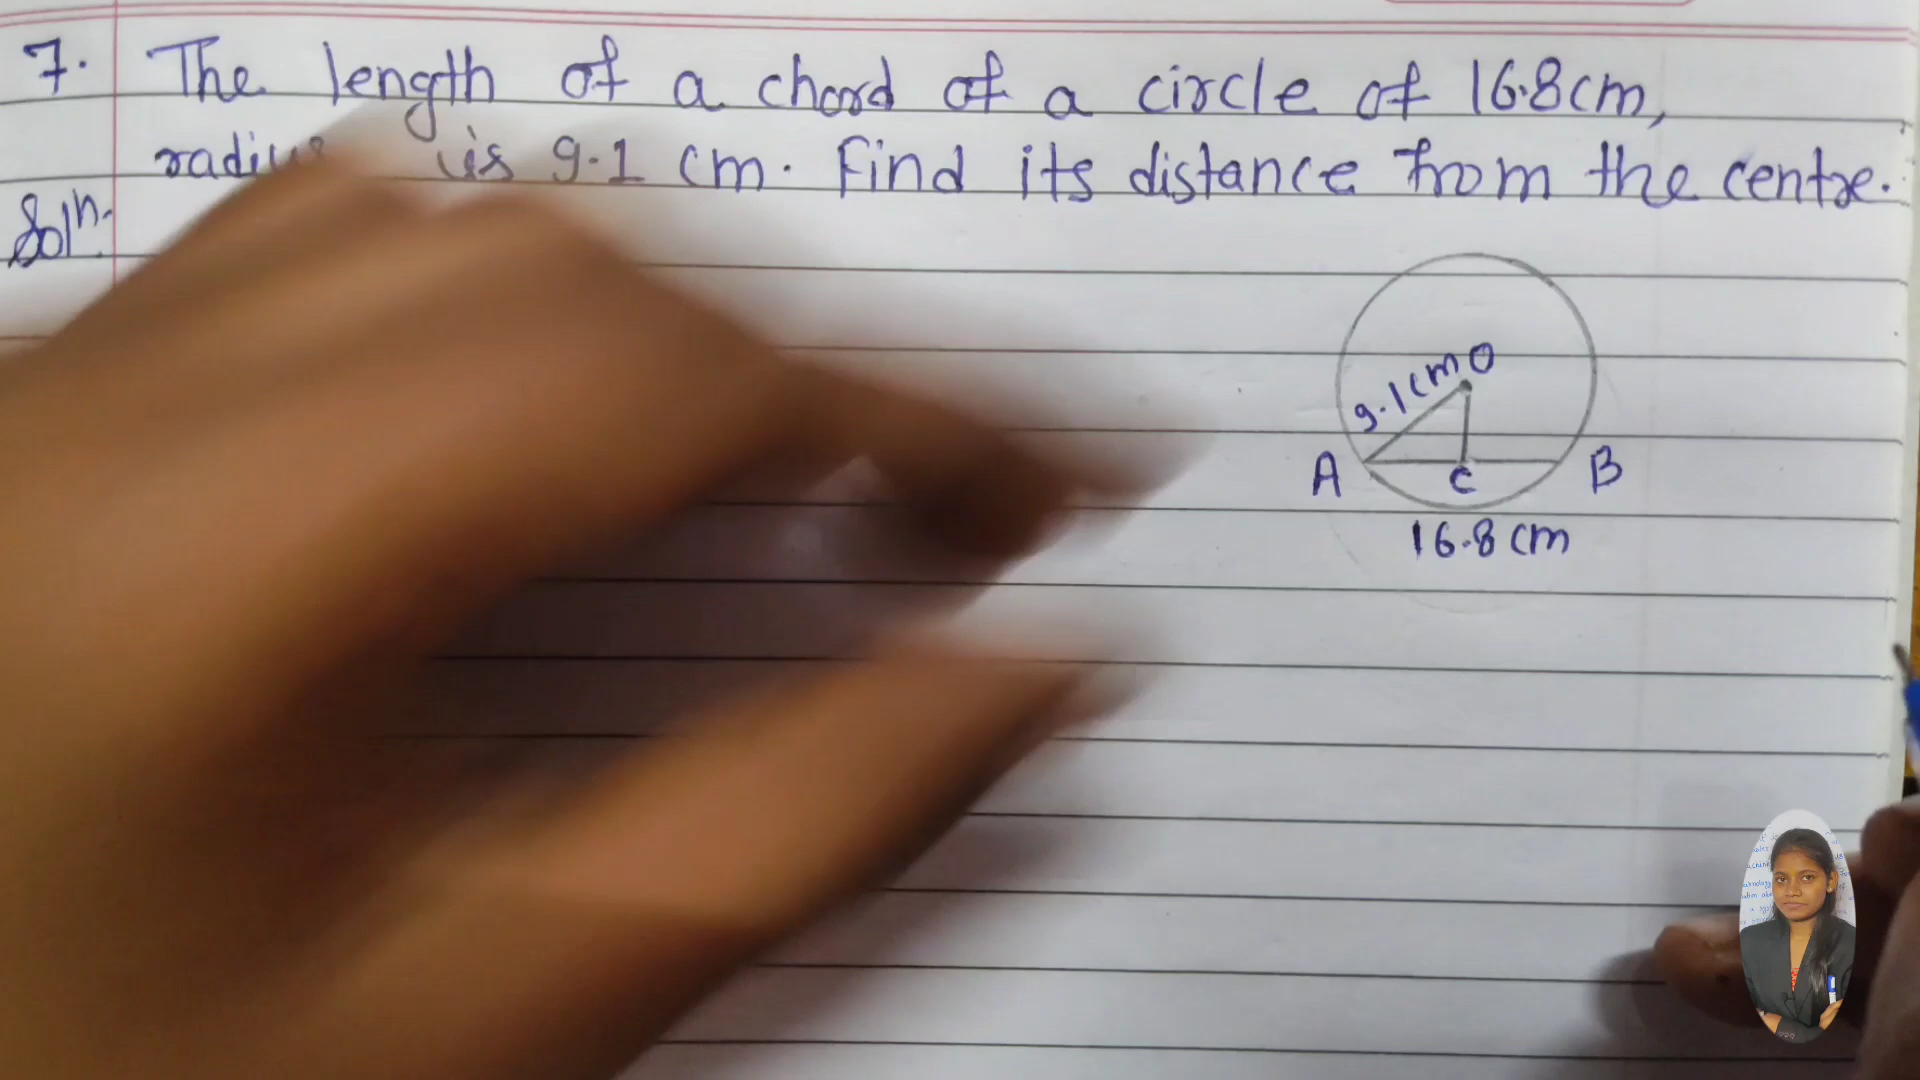 7. The length of a chord of a circle of 16.8cm,
radius is 9.1 cm. Find its distance from the centre.
Soln.
9.1cm O
A C B
16.8 cm